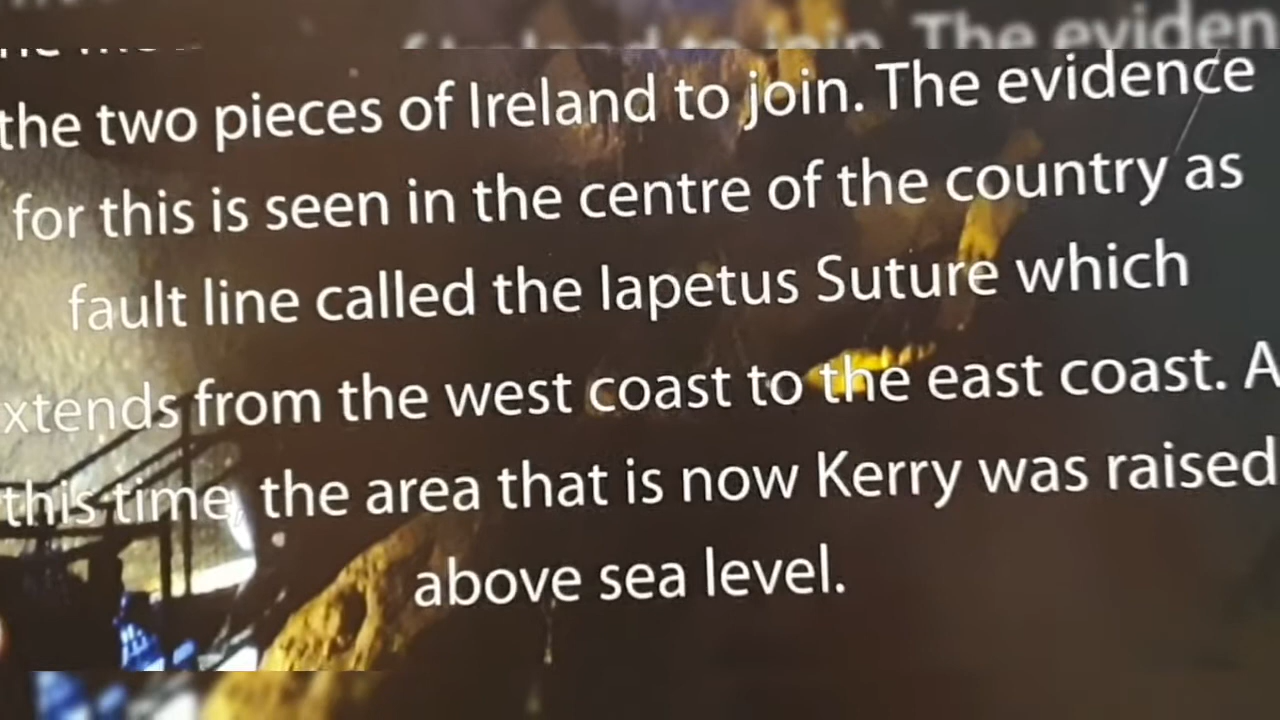 the two pieces of Ireland to join. The evidence
for this is seen in the centre of the country as
fault line called the Iapetus Suture which
xtends from the west coast to the east coast. A
this time, the area that is now Kerry was raised
above sea level.